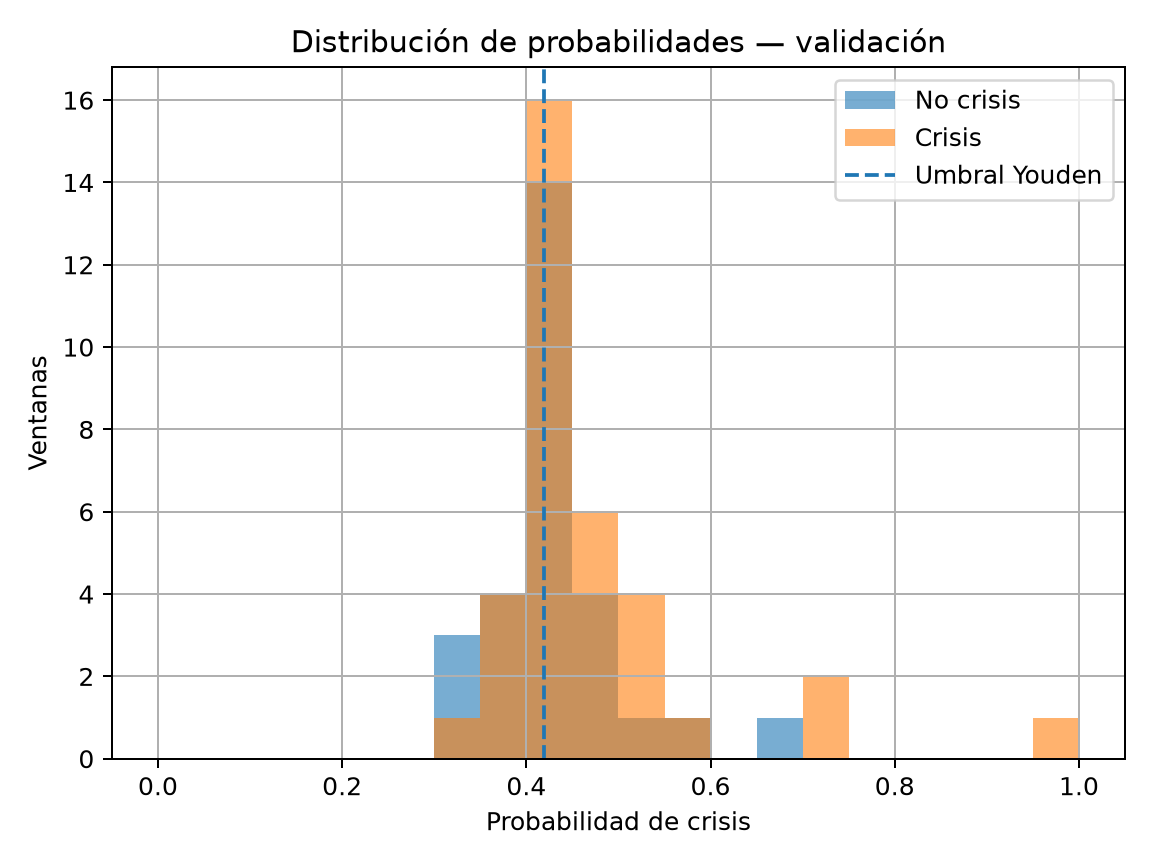 Distribución de probabilidades — validación
No crisis
Crisis
Umbral Youden
16
14
12
10
8
6
4
2
0
Ventanas
0.0 0.2 0.4 0.6 0.8 1.0
Probabilidad de crisis